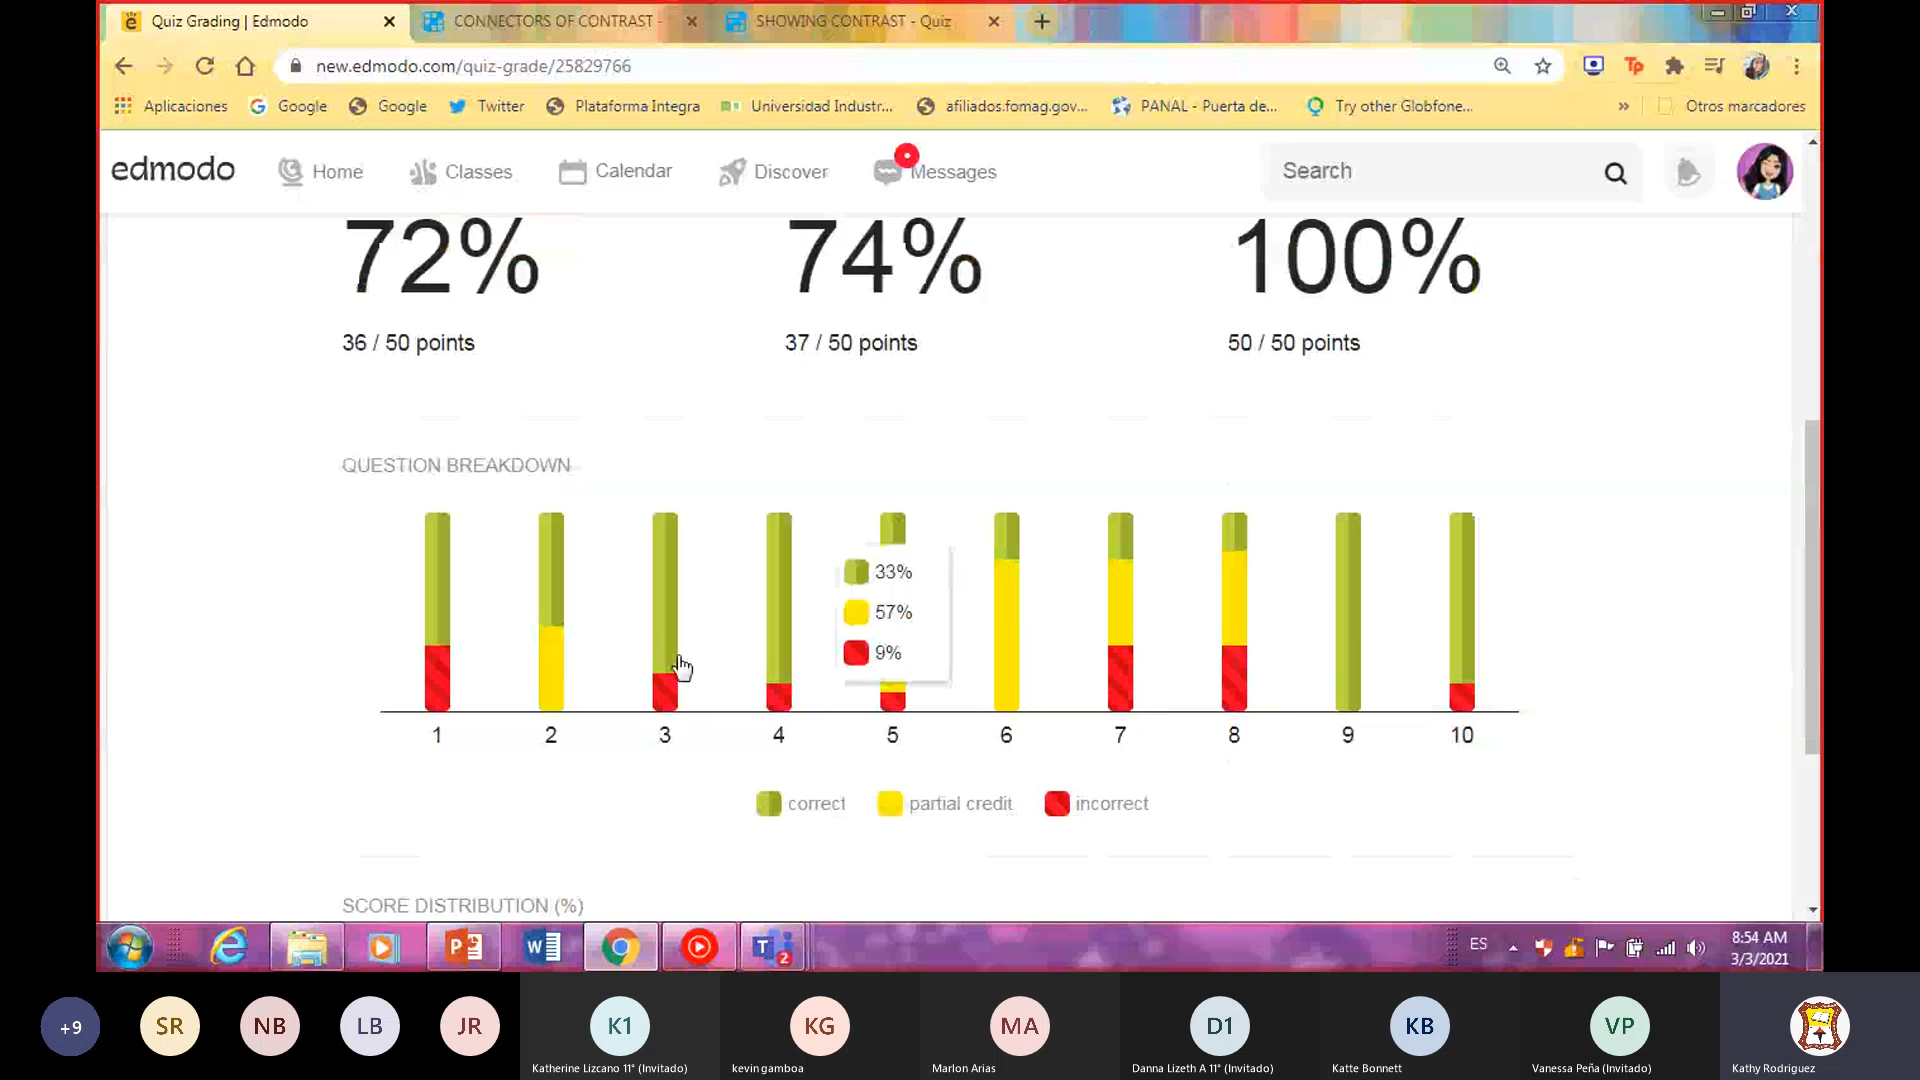 Quiz Grading | Edmodo
CONNECTORS OF CONTRAST -
SHOWING CONTRAST - Quiz
new.edmodo.com/quiz-grade/25829766
Aplicaciones
Google
Google
Twitter
Plataforma Integra
Universidad Industr...
afiliados.fomag.gov...
PANAL - Puerta de...
Try other Globfone...
»
Otros marcadores
edmodo
Home
Classes
Calendar
Discover
Messages
Search
72%
74%
100%
36 / 50 points
37 / 50 points
50 / 50 points
QUESTION BREAKDOWN
33%
57%
9%
1 2 3 4 5 6 7 8 9 10
correct
partial credit
incorrect
SCORE DISTRIBUTION (%)
Tp
P
W
T
2
ES
8:54 AM
3/3/2021
+9
SR
NB
LB
JR
K1
KG
MA
D1
KB
VP
Katherine Lizcano 11° (Invitado)
kevin gamboa
Marlon Arias
Danna Lizeth A 11° (Invitado)
Katte Bonnett
Vanessa Peña (Invitado)
Kathy Rodriguez